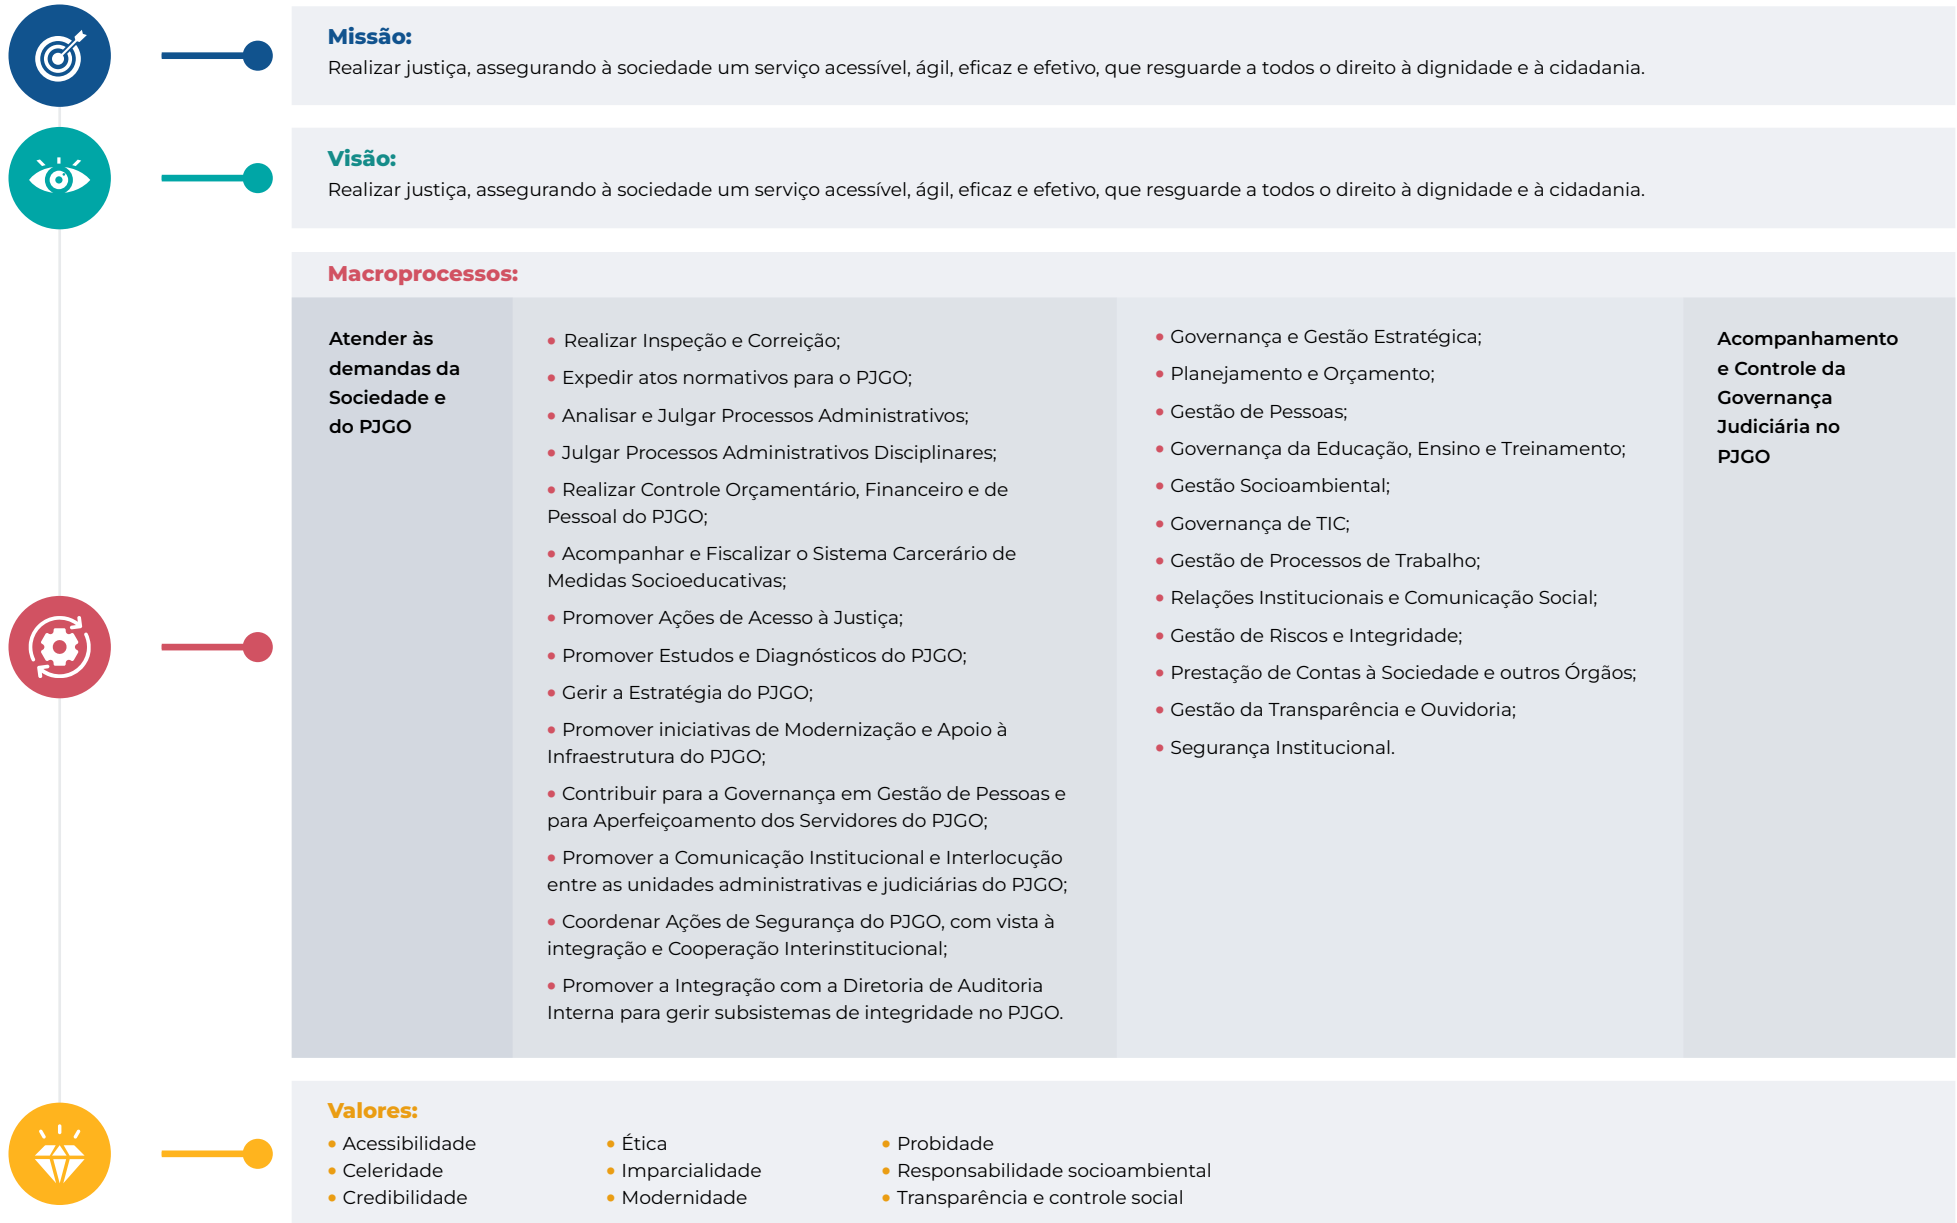 Missão:
Realizar justiça, assegurando à sociedade um serviço acessível, ágil, eficaz e efetivo, que resguarde a todos o direito à dignidade e à cidadania.
Visão:
Realizar justiça, assegurando à sociedade um serviço acessível, ágil, eficaz e efetivo, que resguarde a todos o direito à dignidade e à cidadania.
Macroprocessos:
Atender às
demandas da
Sociedade e
do PJGO
• Realizar Inspeção e Correição;
• Expedir atos normativos para o PJGO;
• Analisar e Julgar Processos Administrativos;
• Julgar Processos Administrativos Disciplinares;
• Realizar Controle Orçamentário, Financeiro e de
Pessoal do PJGO;
• Acompanhar e Fiscalizar o Sistema Carcerário de
Medidas Socioeducativas;
• Promover Ações de Acesso à Justiça;
• Promover Estudos e Diagnósticos do PJGO;
• Gerir a Estratégia do PJGO;
• Promover iniciativas de Modernização e Apoio à
Infraestrutura do PJGO;
• Contribuir para a Governança em Gestão de Pessoas e
para Aperfeiçoamento dos Servidores do PJGO;
• Promover a Comunicação Institucional e Interlocução
entre as unidades administrativas e judiciárias do PJGO;
• Coordenar Ações de Segurança do PJGO, com vista à
integração e Cooperação Interinstitucional;
• Promover a Integração com a Diretoria de Auditoria
Interna para gerir subsistemas de integridade no PJGO.
• Governança e Gestão Estratégica;
• Planejamento e Orçamento;
• Gestão de Pessoas;
• Governança da Educação, Ensino e Treinamento;
• Gestão Socioambiental;
• Governança de TIC;
• Gestão de Processos de Trabalho;
• Relações Institucionais e Comunicação Social;
• Gestão de Riscos e Integridade;
• Prestação de Contas à Sociedade e outros Órgãos;
• Gestão da Transparência e Ouvidoria;
• Segurança Institucional.
Acompanhamento
e Controle da
Governança
Judiciária no
PJGO
Valores:
• Acessibilidade
• Celeridade
• Credibilidade
• Ética
• Imparcialidade
• Modernidade
• Probidade
• Responsabilidade socioambiental
• Transparência e controle social